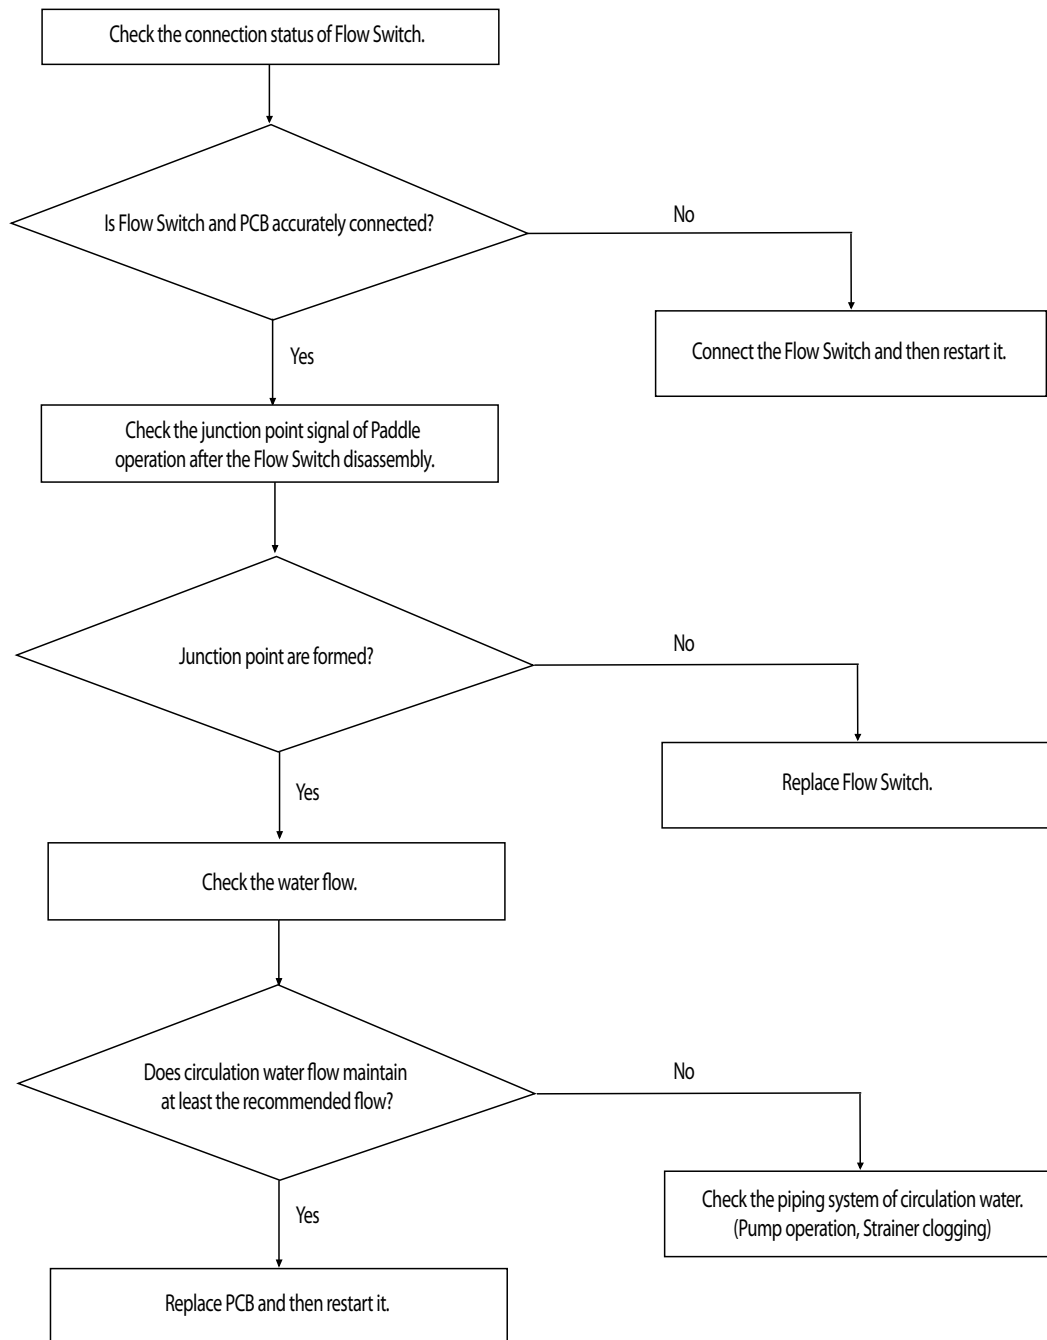 Check the connection status of Flow Switch.
Is Flow Switch and PCB accurately connected?
No
Connect the Flow Switch and then restart it.
Yes
Check the junction point signal of Paddle
operation after the Flow Switch disassembly.
Junction point are formed?
No
Replace Flow Switch.
Yes
Check the water flow.
Does circulation water flow maintain
at least the recommended flow?
No
Check the piping system of circulation water.
(Pump operation, Strainer clogging)
Yes
Replace PCB and then restart it.